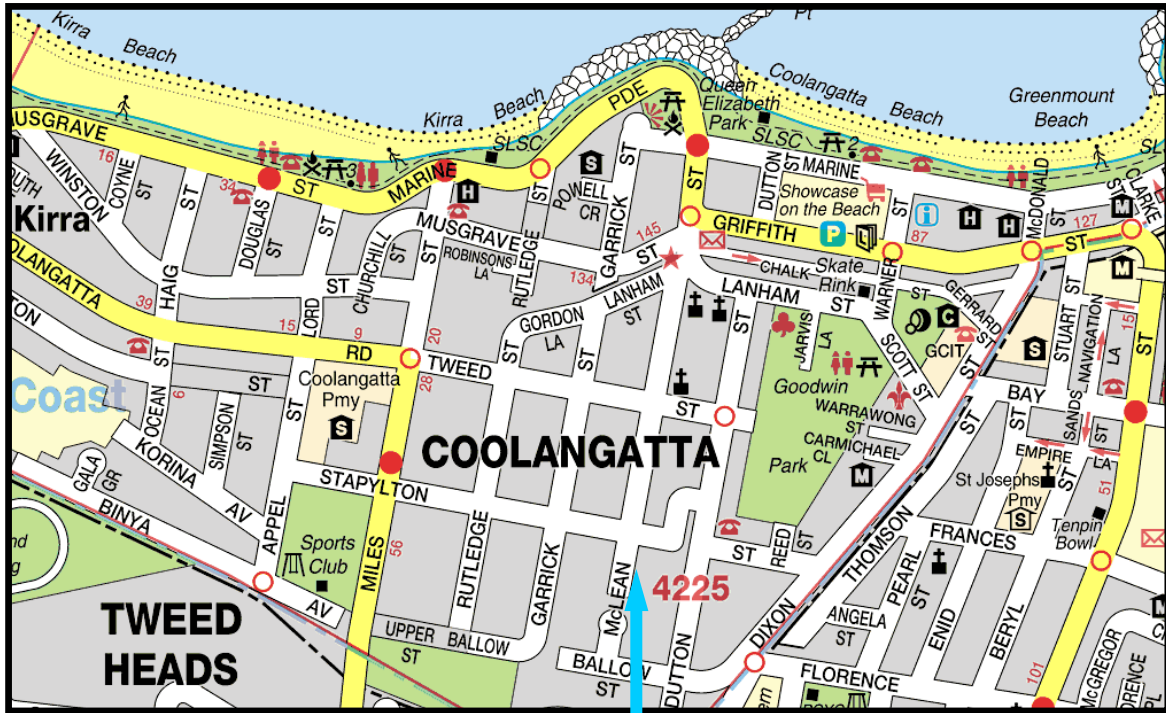 Kirra
Beach
Pt
Coolangatta
Beach
Greenmount
Beach
Kirra
Beach
PDE
Queen
Elizabeth
Park
SLSC
SLSC
MUSGRAVE
ST
MARINE
WINSTON
16
COYNE
ST
34
DOUGLAS
ST
3
H
S
POWELL
CR
ST
GARRICK
ST
DUTTON
ST
MARINE
2
Showcase
on the Beach
McDONALD
ST
CLARKE
M
Kirra
CHURCHILL
ST
ST
MUSGRAVE
ROBINSONS
LA
RUTLEDGE
134
145
ST
GRIFFITH
P
i
ST
87
H
H
127
ST
COOLANGATTA
HAIG
39
LORD
ST
15
9
20
RD
TWEED
LANHAM
GORDON
LA
ST
CHALK
Skate
Rink
WARNER
ST
LANHAM
ST
JARVIS
LA
SCOTT
ST
C
GCIT
GERRARD
ST
M
STUART
S
NAVIGATION
LA
15
ST
Coast
OCEAN
ST
6
ST
SIMPSON
ST
Coolangatta
Pmy
S
28
ST
Goodwin
WARRAWONG
ST
CARMICHAEL
CL
Park
M
ST
BAY
ST
SANDS
ST
EMPIRE
LA
COOLANGATTA
KORINA
AV
GALA
GR
BINYA
APPEL
ST
STAPYLTON
St Josephs
Pmy
S
51
Tenpin
Bowl
Sports
Club
AV
MILES
56
RUTLEDGE
GARRICK
McLEAN
4225
ST
REED
ST
THOMSON
FRANCES
PEARL
ST
TWEED
HEADS
UPPER BALLOW
ST
BALLOW
ST
DUTTON
DIXON
ANGELA
ST
ENID
BERYL
FLORENCE
101
McGREGOR